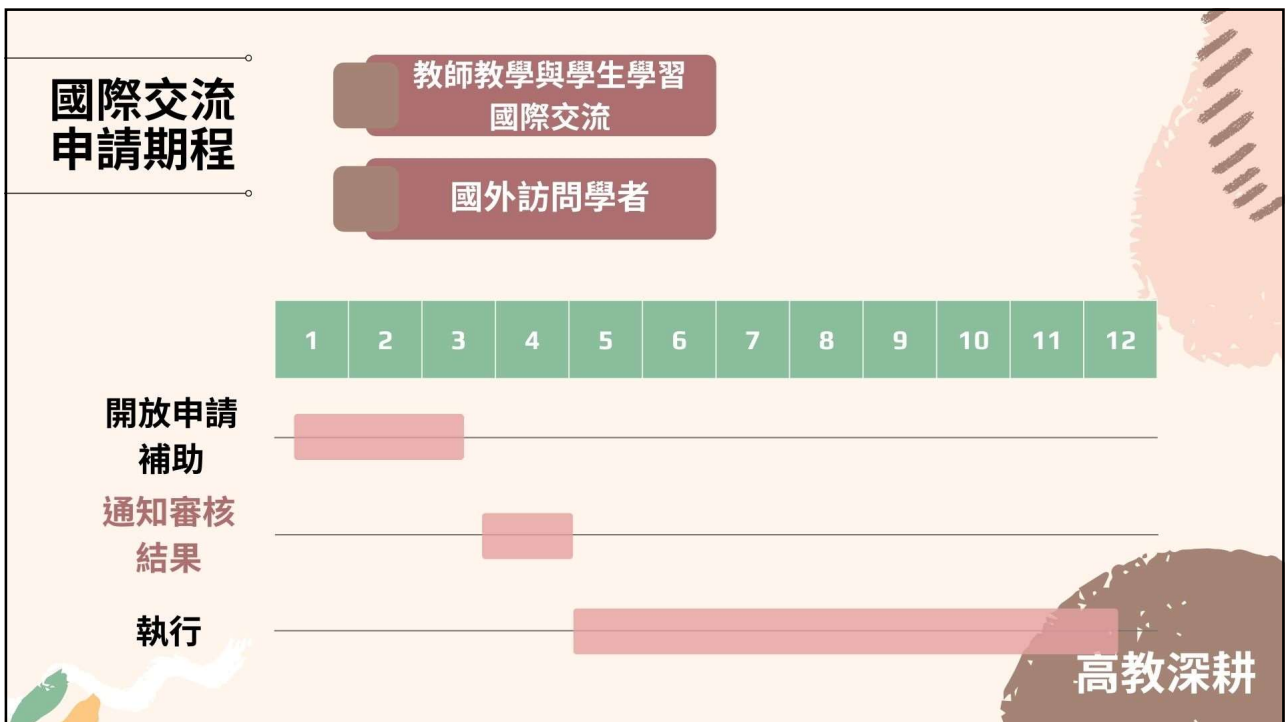 國際交流
申請期程
教師教學與學生學習
國際交流
國外訪問學者
1 2 3 4 5 6 7 8 9 10 11 12
開放申請
補助
通知審核
結果
執行
高教深耕